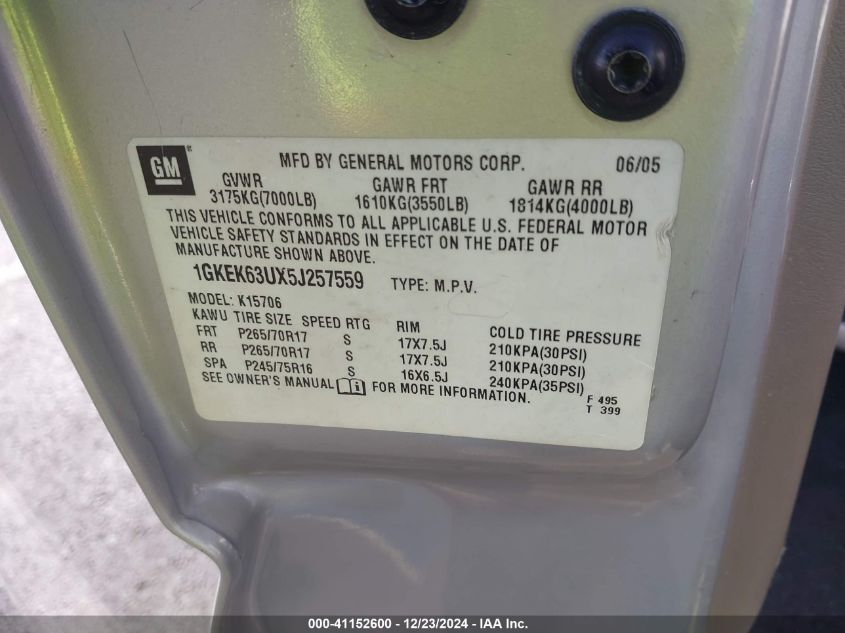 GM ®
MFD BY GENERAL MOTORS CORP. 06/05
GVWR GAWR FRT GAWR RR
3175KG(7000LB) 1610KG(3550LB) 1814KG(4000LB)
THIS VEHICLE CONFORMS TO ALL APPLICABLE U.S. FEDERAL MOTOR
VEHICLE SAFETY STANDARDS IN EFFECT ON THE DATE OF
MANUFACTURE SHOWN ABOVE.
1GKEK63UX5J257559 TYPE: M.P.V.
MODEL: K15706
KAWU TIRE SIZE SPEED RTG RIM COLD TIRE PRESSURE
FRT P265/70R17 S 17X7.5J 210KPA(30PSI)
RR P265/70R17 S 17X7.5J 210KPA(30PSI)
SPA P245/75R16 S 16X6.5J 240KPA(35PSI)
SEE OWNER'S MANUAL FOR MORE INFORMATION.
F 495
T 399
000-41152600 - 12/23/2024 - IAA Inc.